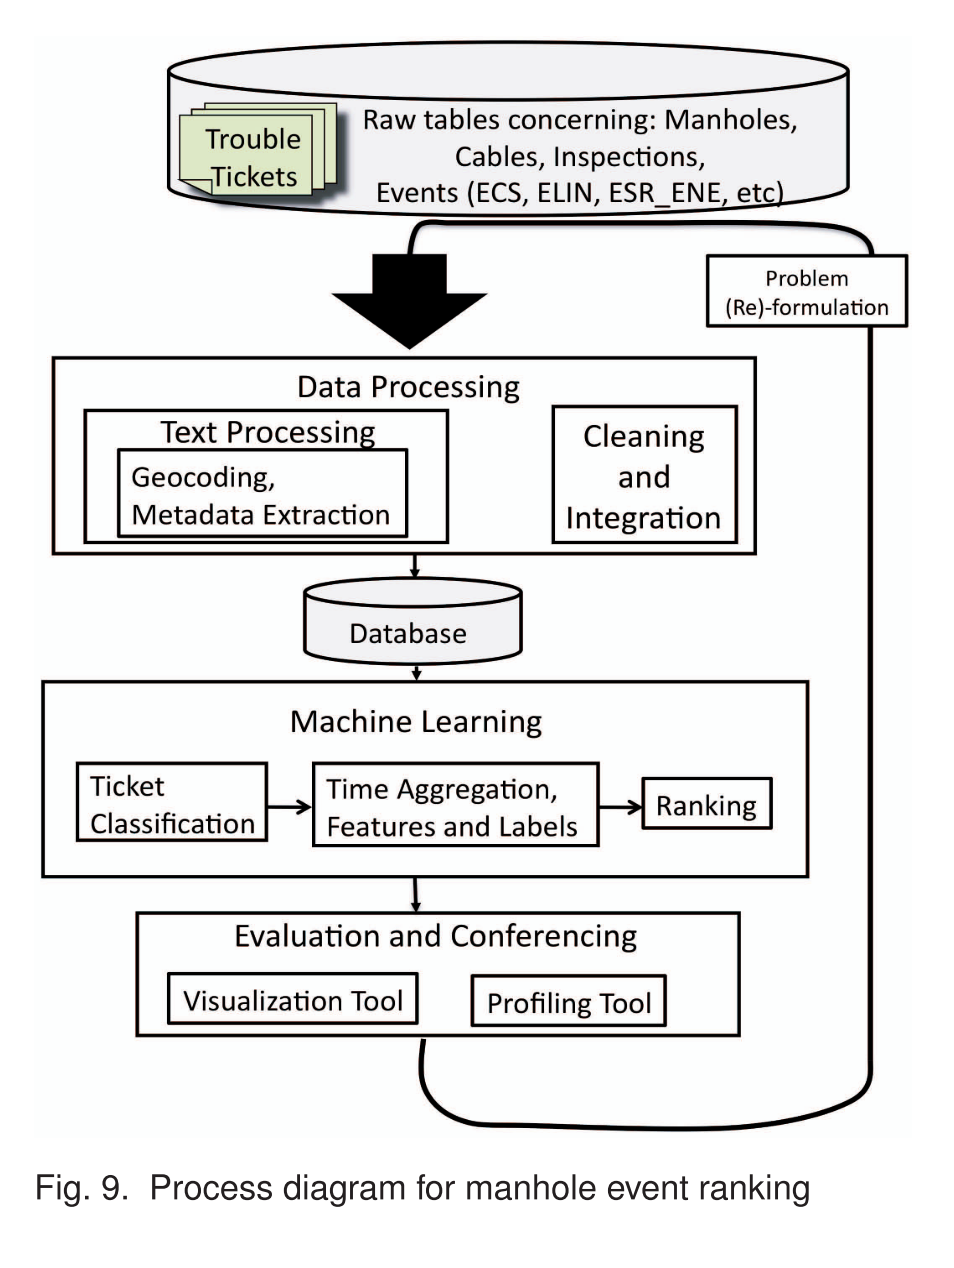 Trouble
Tickets
Raw tables concerning: Manholes,
Cables, Inspections,
Events (ECS, ELIN, ESR_ENE, etc)
Problem
(Re)-formulation
Data Processing
Text Processing
Geocoding,
Metadata Extraction
Cleaning
and
Integration
Database
Machine Learning
Ticket
Classification
Time Aggregation,
Features and Labels
Ranking
Evaluation and Conferencing
Visualization Tool
Profiling Tool
Fig. 9. Process diagram for manhole event ranking